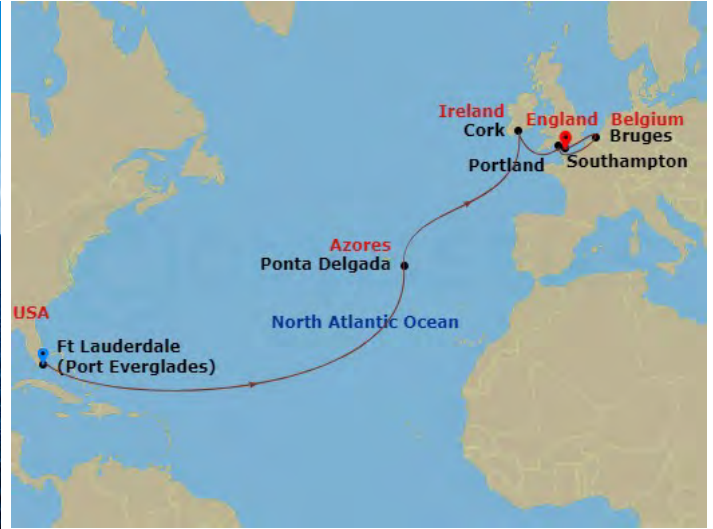 Ireland
England
Belgium
Cork
Bruges
Portland
Southampton
Azores
Ponta Delgada
USA
North Atlantic Ocean
Ft Lauderdale
(Port Everglades)